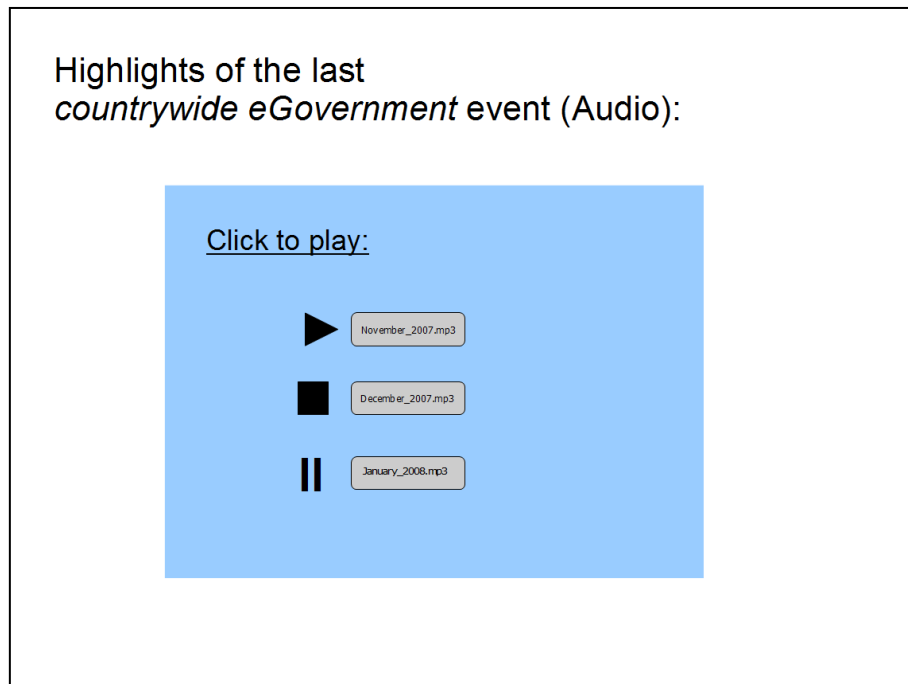 Highlights of the last
countrywide eGovernment event (Audio):
Click to play:
November_2007.mp3
December_2007.mp3
January_2008.mp3